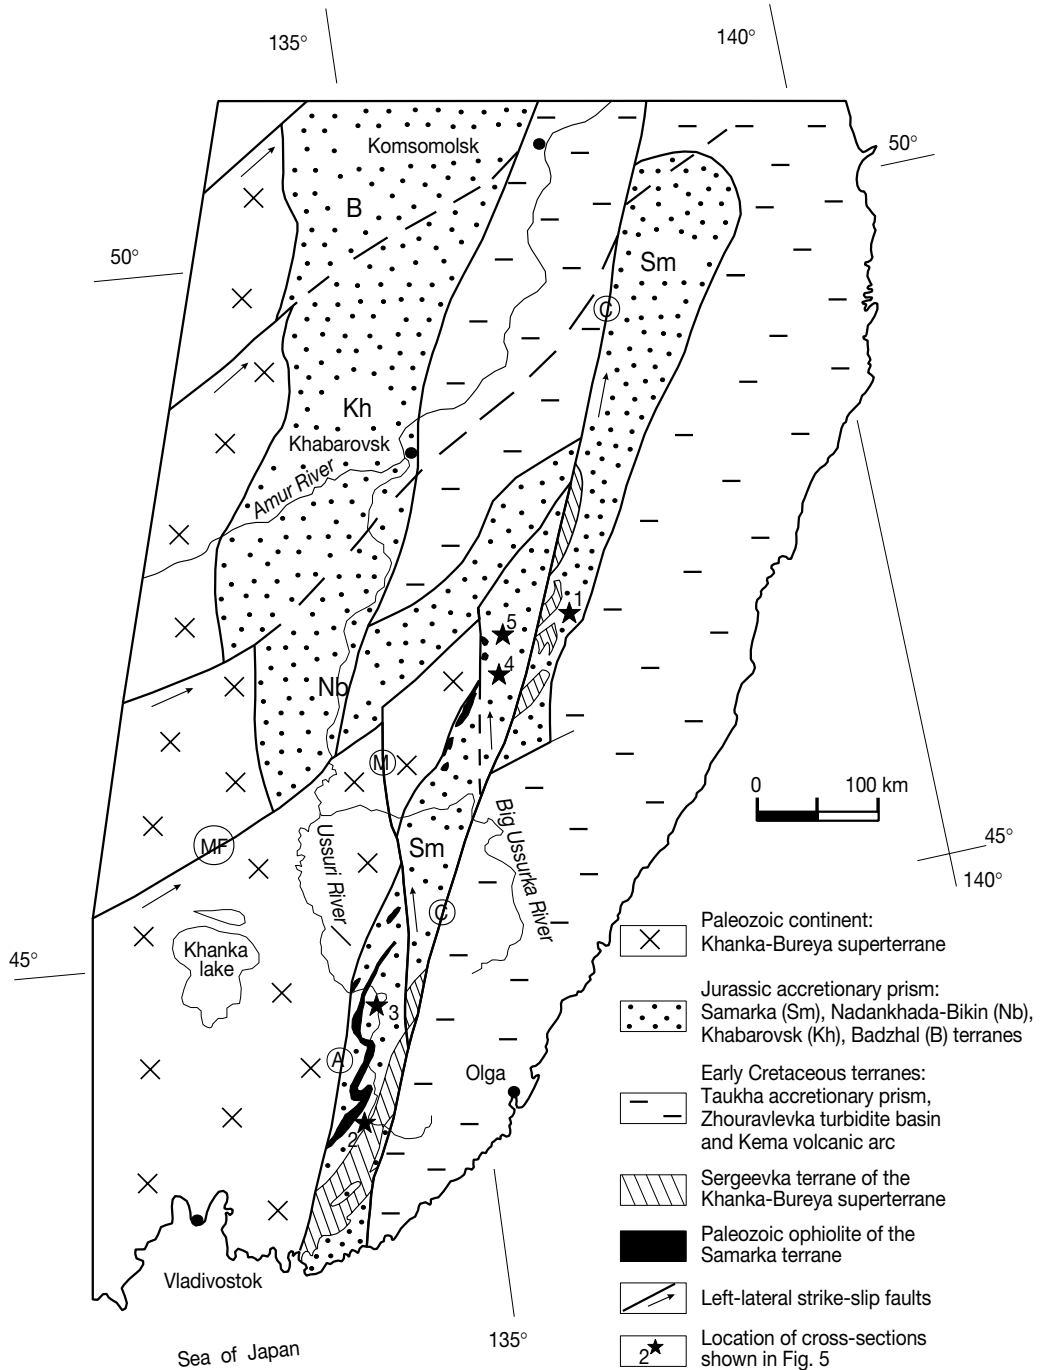 135°
140°
50°
50°
Komsomolsk
B
Sm
C
Kh
Khabarovsk
Amur River
1
5
4
Nb
M
0 100 km
MF
Sm
Ussuri River
Big Ussurka River
C
45°
140°
Khanka
lake
45°
3
A
Olga
2
Vladivostok
Sea of Japan
135°
Paleozoic continent:
Khanka-Bureya superterrane
Jurassic accretionary prism:
Samarka (Sm), Nadankhada-Bikin (Nb),
Khabarovsk (Kh), Badzhal (B) terranes
Early Cretaceous terranes:
Taukha accretionary prism,
Zhouravlevka turbidite basin
and Kema volcanic arc
Sergeevka terrane of the
Khanka-Bureya superterrane
Paleozoic ophiolite of the
Samarka terrane
Left-lateral strike-slip faults
2
Location of cross-sections
shown in Fig. 5